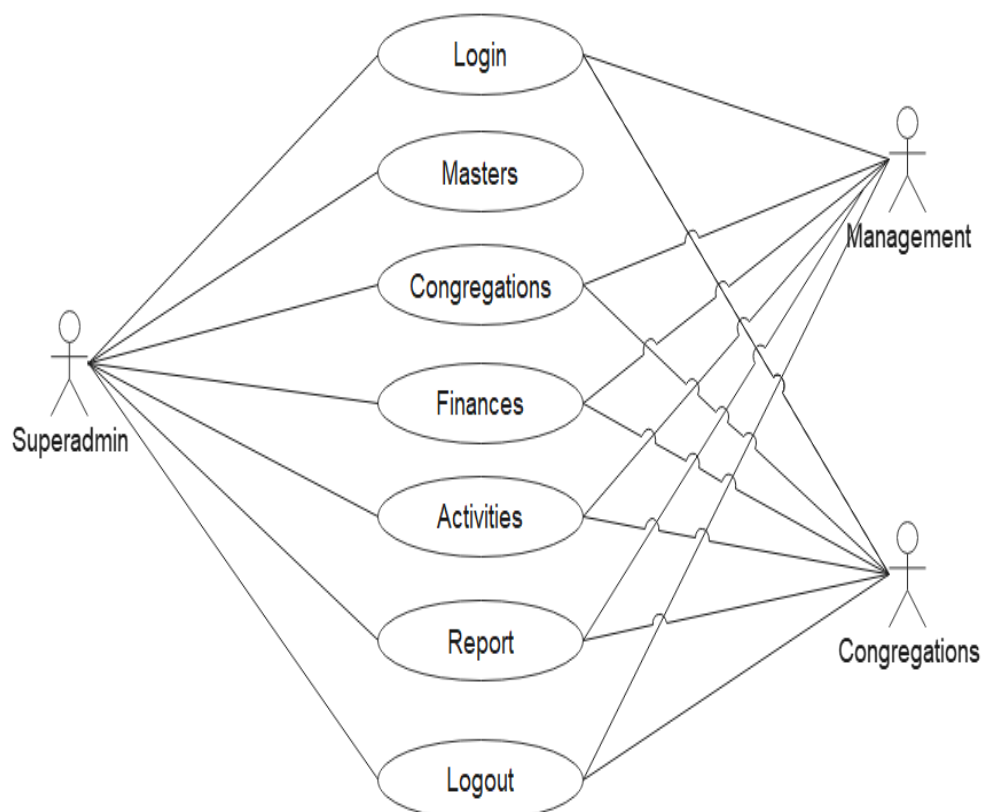 Login
Masters
Management
Congregations
Superadmin
Finances
Activities
Report
Congregations
Logout